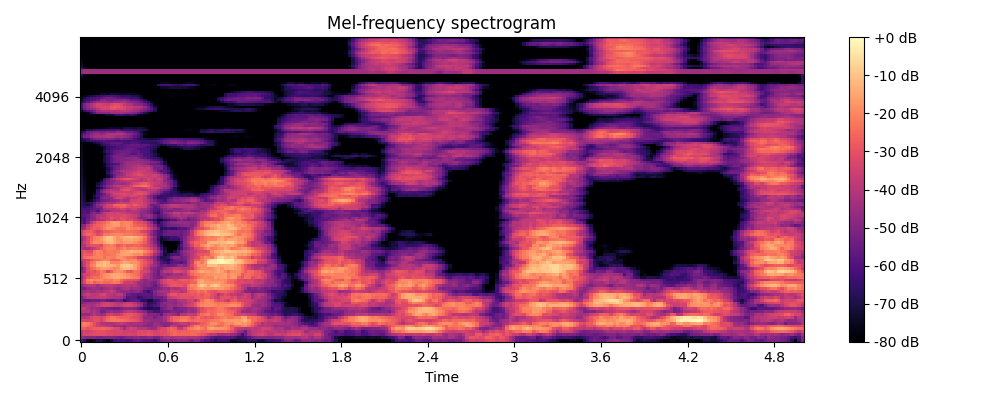 Mel-frequency spectrogram
Hz
4096
2048
1024
512
0
0 0.6 1.2 1.8 2.4 3 3.6 4.2 4.8
Time
+0 dB
-10 dB
-20 dB
-30 dB
-40 dB
-50 dB
-60 dB
-70 dB
-80 dB